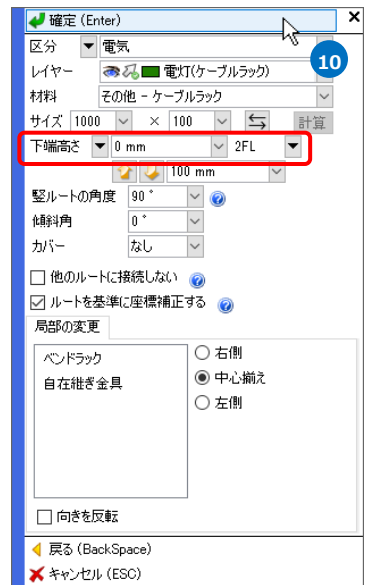 確定 (Enter) ×
10
区分 ▼ 電気
レイヤー 電灯(ケーブルラック)
材料 その他 - ケーブルラック
サイズ 1000 × 100 計算
下端高さ ▼ 0 mm 2FL ▼
100 mm
竪ルートの角度 90 °
傾斜角 0 °
カバー なし
他のルートに接続しない
ルートを基準に座標補正する
局部の変更
ベンドラック
自在継ぎ金具
右側
中心揃え
左側
向きを反転
戻る (BackSpace)
キャンセル (ESC)